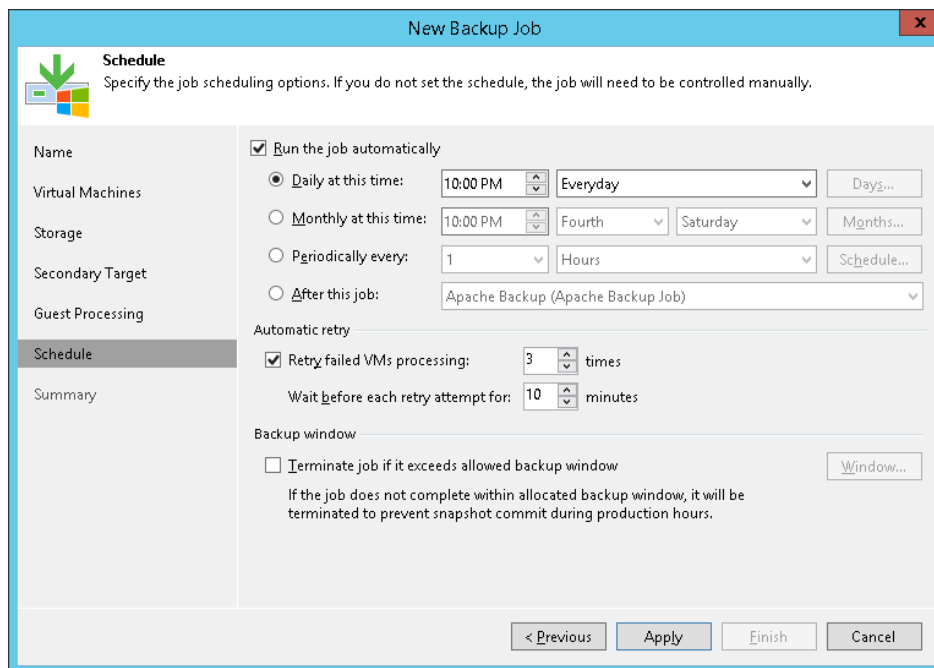 New Backup Job
x
Schedule
Specify the job scheduling options. If you do not set the schedule, the job will need to be controlled manually.
Name
Virtual Machines
Storage
Secondary Target
Guest Processing
Schedule
Summary
Run the job automatically
Daily at this time: 10:00 PM Everyday Days...
Monthly at this time: 10:00 PM Fourth Saturday Months...
Periodically every: 1 Hours Schedule...
After this job: Apache Backup (Apache Backup Job)
Automatic retry
Retry failed VMs processing: 3 times
Wait before each retry attempt for: 10 minutes
Backup window
Terminate job if it exceeds allowed backup window Window...
If the job does not complete within allocated backup window, it will be
terminated to prevent snapshot commit during production hours.
< Previous Apply Finish Cancel